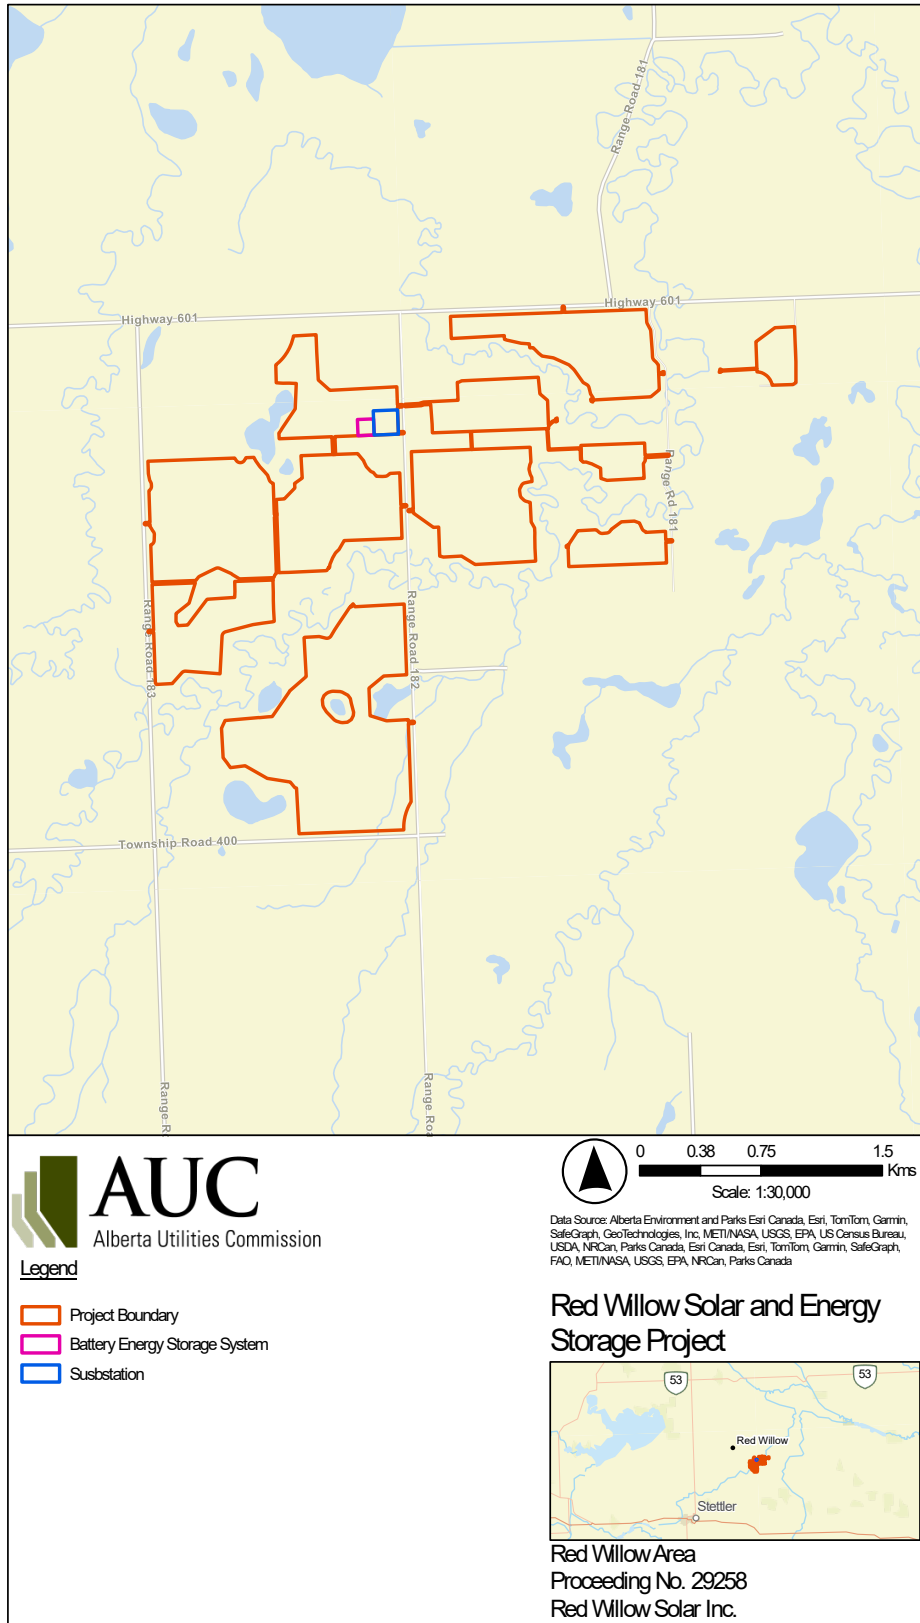 Range Road 181
Highway 601
Highway 601
Range Rd 181
Range Road 183
Range Road 182
Township Road 400
Range R
Range Roa
AUC
Alberta Utilities Commission
Legend
Project Boundary
Battery Energy Storage System
Susbstation
0 0.38 0.75 1.5
Kms
Scale: 1:30,000
Data Source: Alberta Environment and Parks Esri Canada, Esri, TomTom, Garmin,
SafeGraph, GeoTechnologies, Inc, METI/NASA, USGS, EPA, US Census Bureau,
USDA, NRCan, Parks Canada, Esri Canada, Esri, TomTom, Garmin, SafeGraph,
FAO, METI/NASA, USGS, EPA, NRCan, Parks Canada
Red Willow Solar and Energy
Storage Project
53
53
Red Willow
Stettler
Red Willow Area
Proceeding No. 29258
Red Willow Solar Inc.